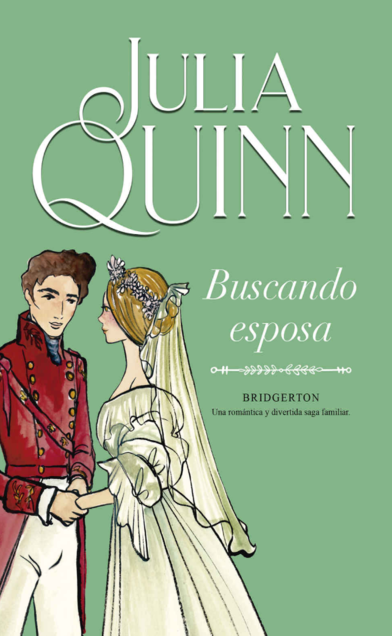 JULIA
QUINN
Buscando
esposa
BRIDGERTON
Una romántica y divertida saga familiar.